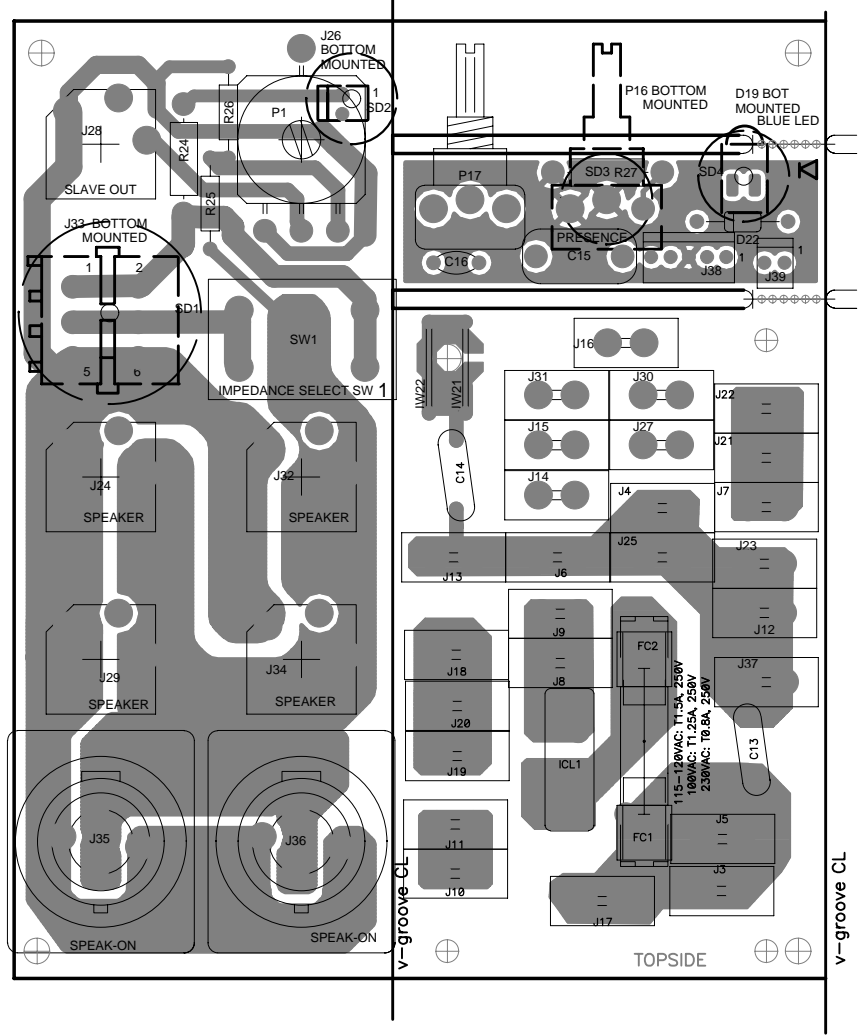 J26
BOTTOM
MOUNTED
1
SD2
R26
P1
J28
R24
SLAVE OUT
R25
P16 BOTTOM
MOUNTED
D19 BOT
MOUNTED
BLUE LED
P17
SD3
R27
SD4
PRESENCE
C16
C15
D22
J38
1
J39
1
J33 BOTTOM
MOUNTED
1
2
SD1
5
6
SW1
IMPEDANCE SELECT SW 1
J16
IW22
IW21
J31
J30
J22
J15
J27
J21
C14
J14
J4
J7
J24
SPEAKER
J32
SPEAKER
J25
J23
J13
J6
J9
J12
J18
J8
FC2
J37
J29
SPEAKER
J34
SPEAKER
J20
J19
ICL1
115-120VAC: T1.5A, 250V
100VAC: T1.25A, 250V
230VAC: T0.8A, 250V
C13
J35
J36
J11
FC1
J5
J10
J3
J17
SPEAK-ON
SPEAK-ON
v-groove CL
TOPSIDE
v-groove CL